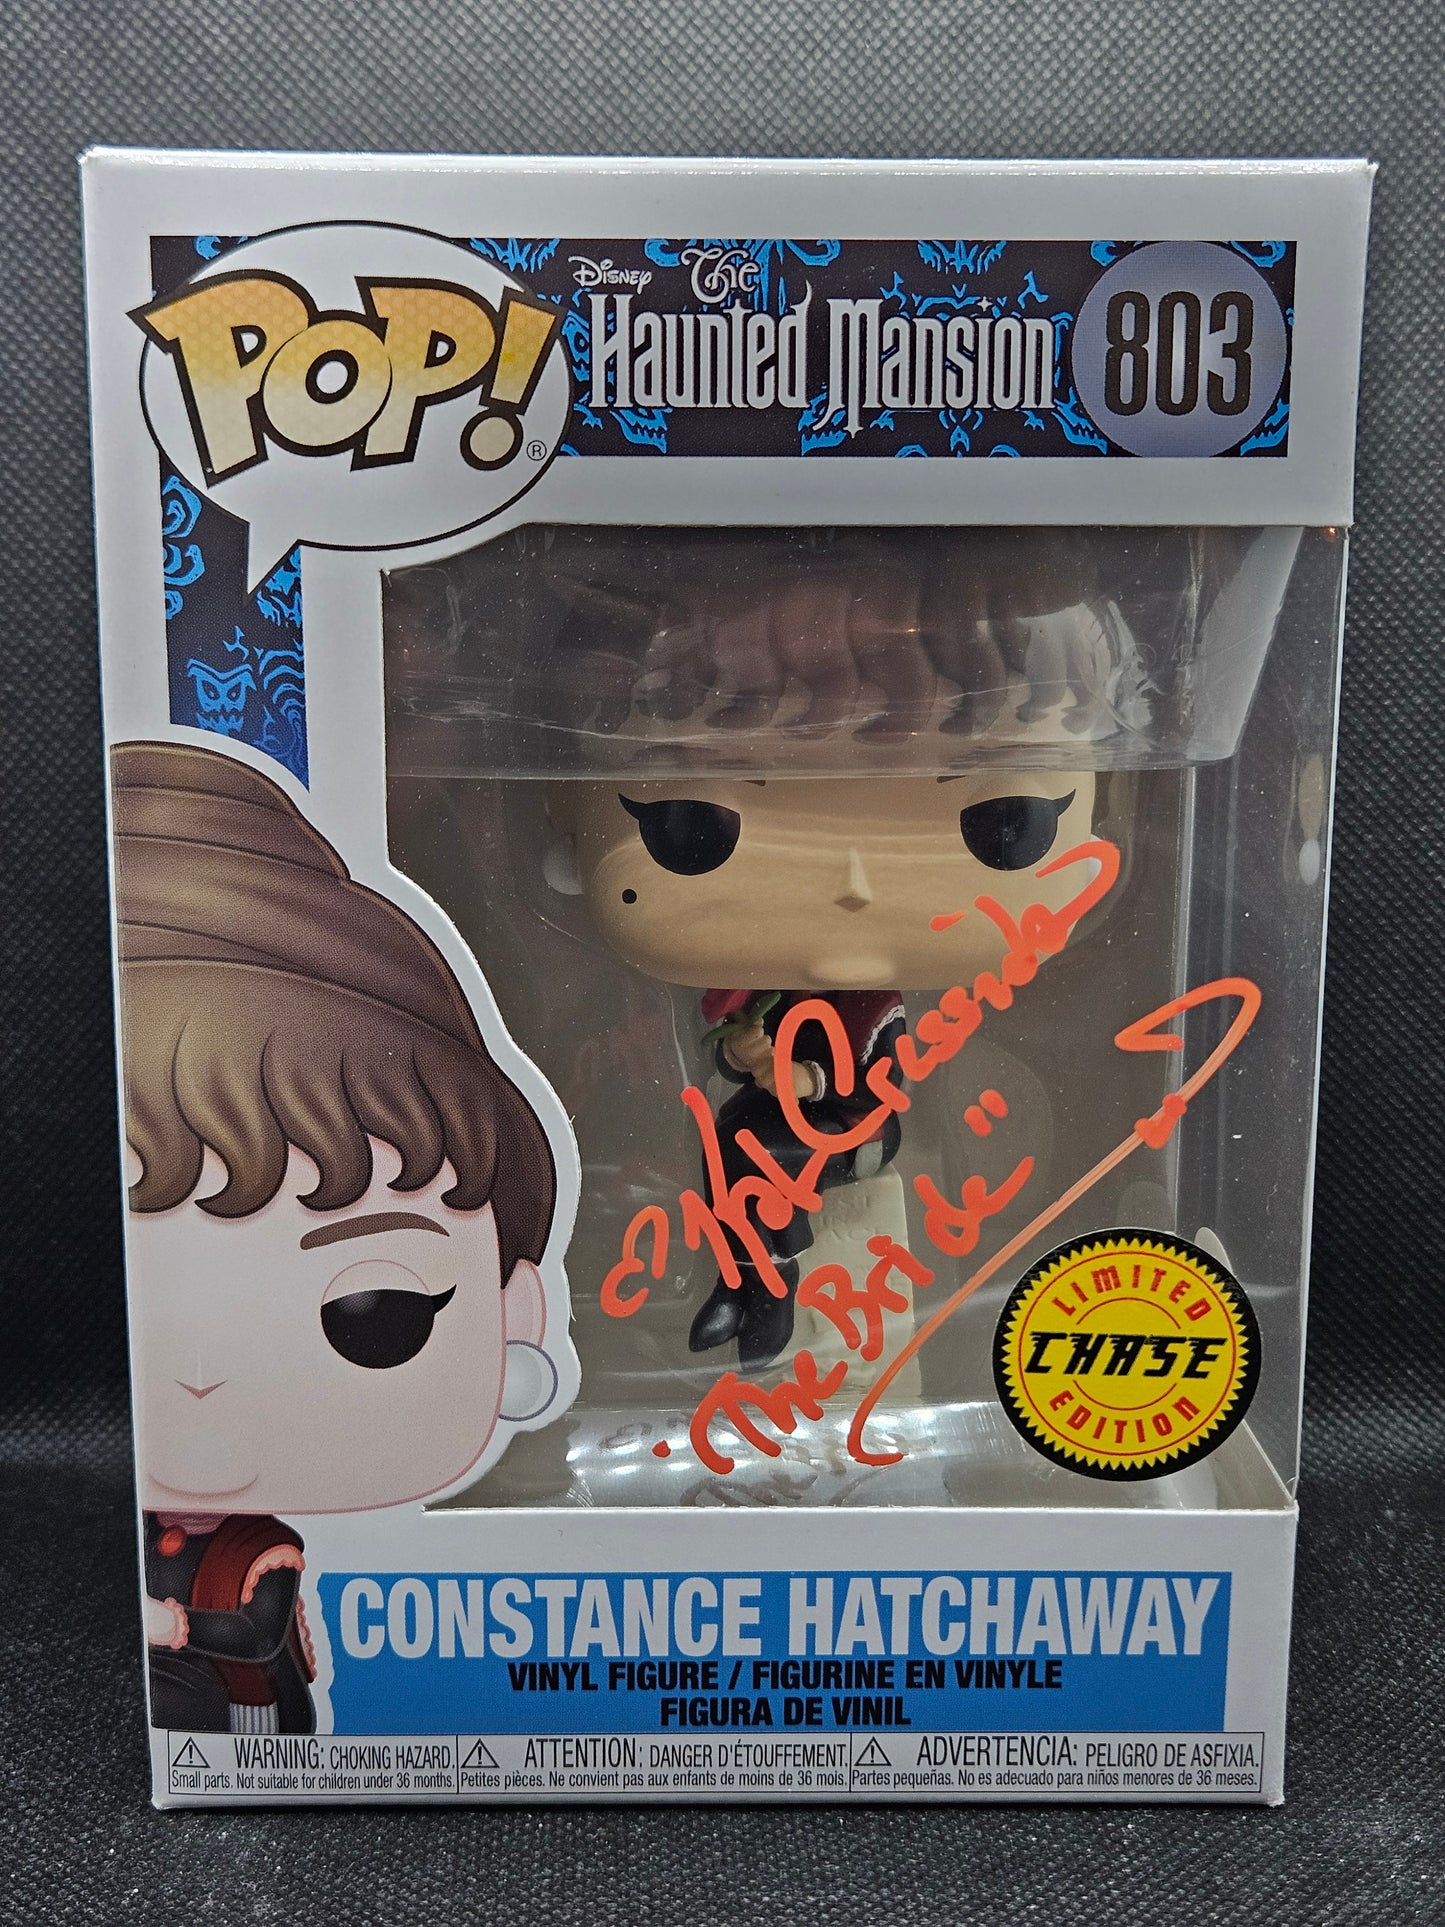 POP!
®
Disney The
Haunted Mansion
803
Kat Cressida
"The Bride"
LIMITED
CHASE
EDITION
CONSTANCE HATCHAWAY
VINYL FIGURE / FIGURINE EN VINYLE
FIGURA DE VINIL
WARNING: CHOKING HAZARD.
Small parts. Not suitable for children under 36 months.
ATTENTION: DANGER D'ÉTOUFFEMENT.
Petites pièces. Ne convient pas aux enfants de moins de 36 mois.
ADVERTENCIA: PELIGRO DE ASFIXIA.
Partes pequeñas. No es adecuado para niños menores de 36 meses.